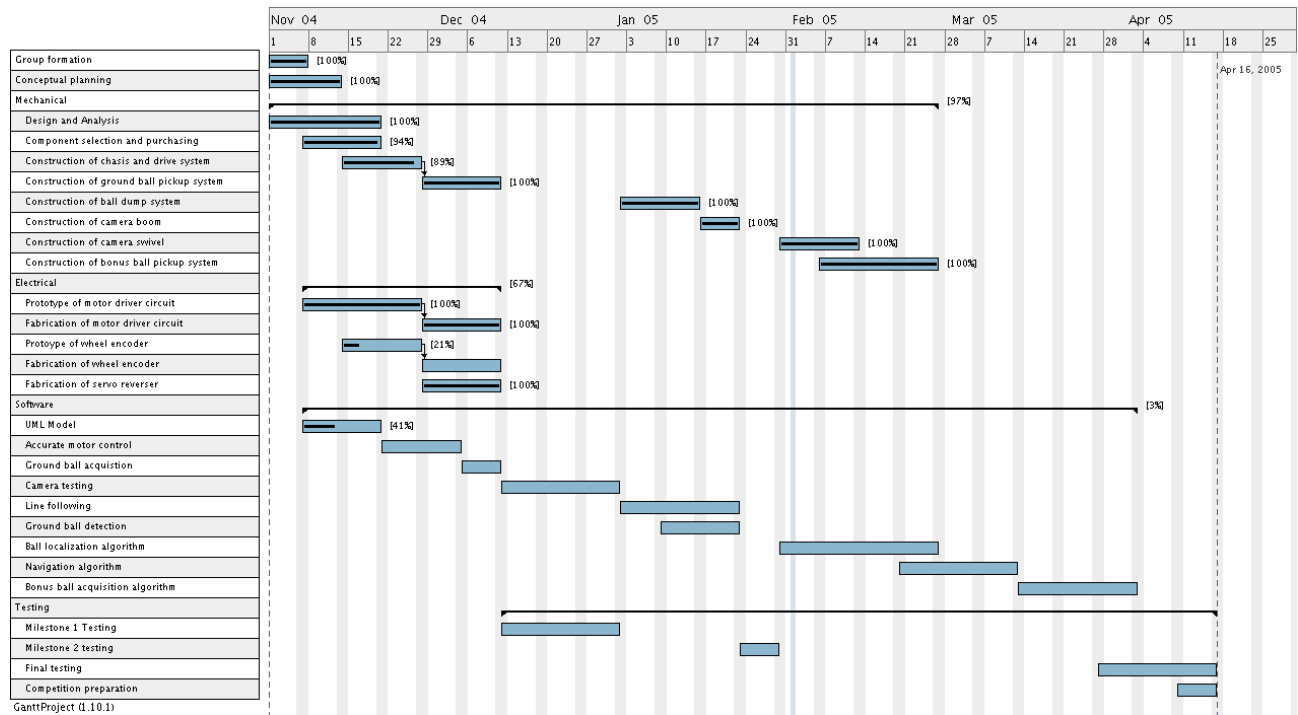 Nov 04 Dec 04 Jan 05 Feb 05 Mar 05 Apr 05
1 8 15 22 29 6 13 20 27 3 10 17 24 31 7 14 21 28 7 14 21 28 4 11 18 25
Group formation [100%]
Apr 16, 2005
Conceptual planning [100%]
Mechanical [97%]
Design and Analysis [100%]
Component selection and purchasing [94%]
Construction of chasis and drive system [89%]
Construction of ground ball pickup system [100%]
Construction of ball dump system [100%]
Construction of camera boom [100%]
Construction of camera swivel [100%]
Construction of bonus ball pickup system [100%]
Electrical [67%]
Prototype of motor driver circuit [100%]
Fabrication of motor driver circuit [100%]
Protoype of wheel encoder [21%]
Fabrication of wheel encoder
Fabrication of servo reverser [100%]
Software [3%]
UML Model [41%]
Accurate motor control
Ground ball acquistion
Camera testing
Line following
Ground ball detection
Ball localization algorithm
Navigation algorithm
Bonus ball acquisition algorithm
Testing
Milestone 1 Testing
Milestone 2 testing
Final testing
Competition preparation
GanttProject (1.10.1)